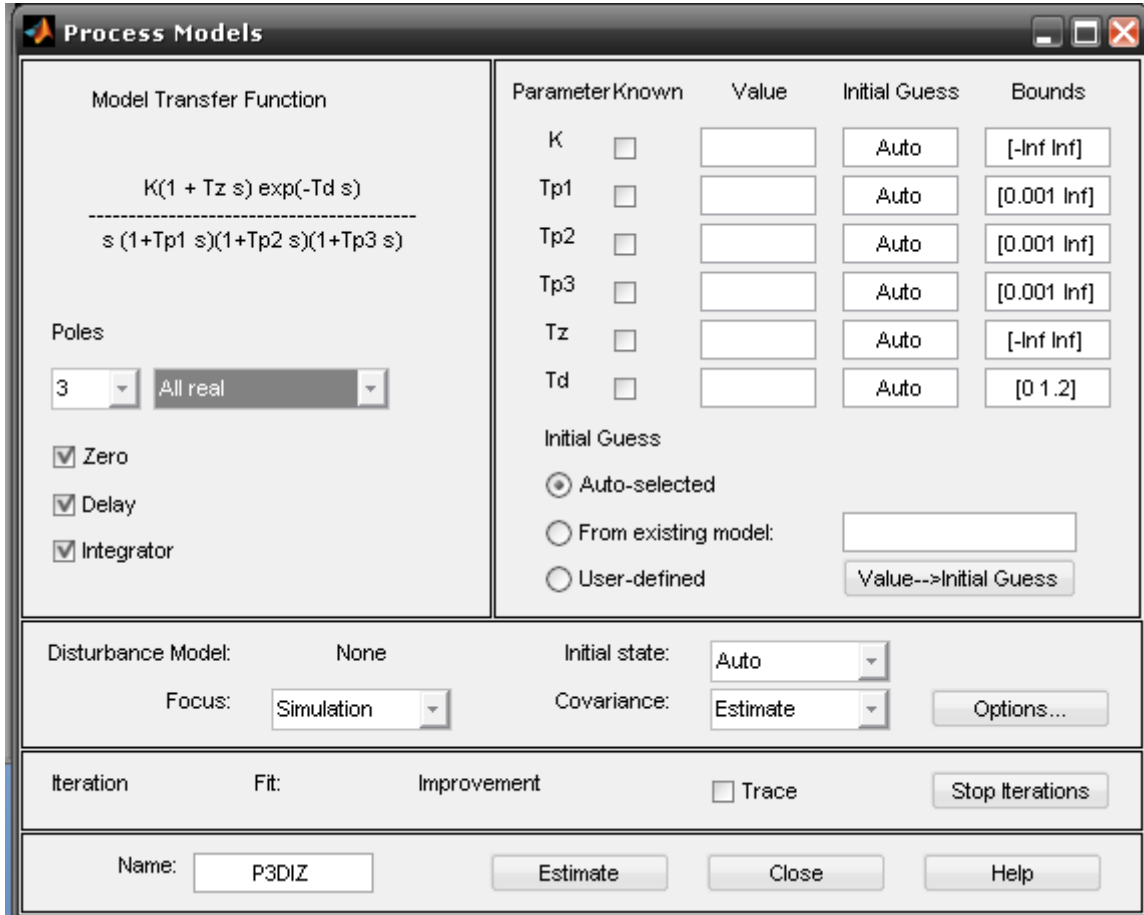 Process Models
Model Transfer Function
K(1 + Tz s) exp(-Td s)
-----------------------------------------
s (1+Tp1 s)(1+Tp2 s)(1+Tp3 s)
Poles
3 All real
Zero
Delay
Integrator
Parameter Known Value Initial Guess Bounds
K Auto [-Inf Inf]
Tp1 Auto [0.001 Inf]
Tp2 Auto [0.001 Inf]
Tp3 Auto [0.001 Inf]
Tz Auto [-Inf Inf]
Td Auto [0 1.2]
Initial Guess
Auto-selected
From existing model:
User-defined Value-->Initial Guess
Disturbance Model: None Initial state: Auto
Focus: Simulation Covariance: Estimate Options...
Iteration Fit: Improvement Trace Stop Iterations
Name: P3DIZ Estimate Close Help